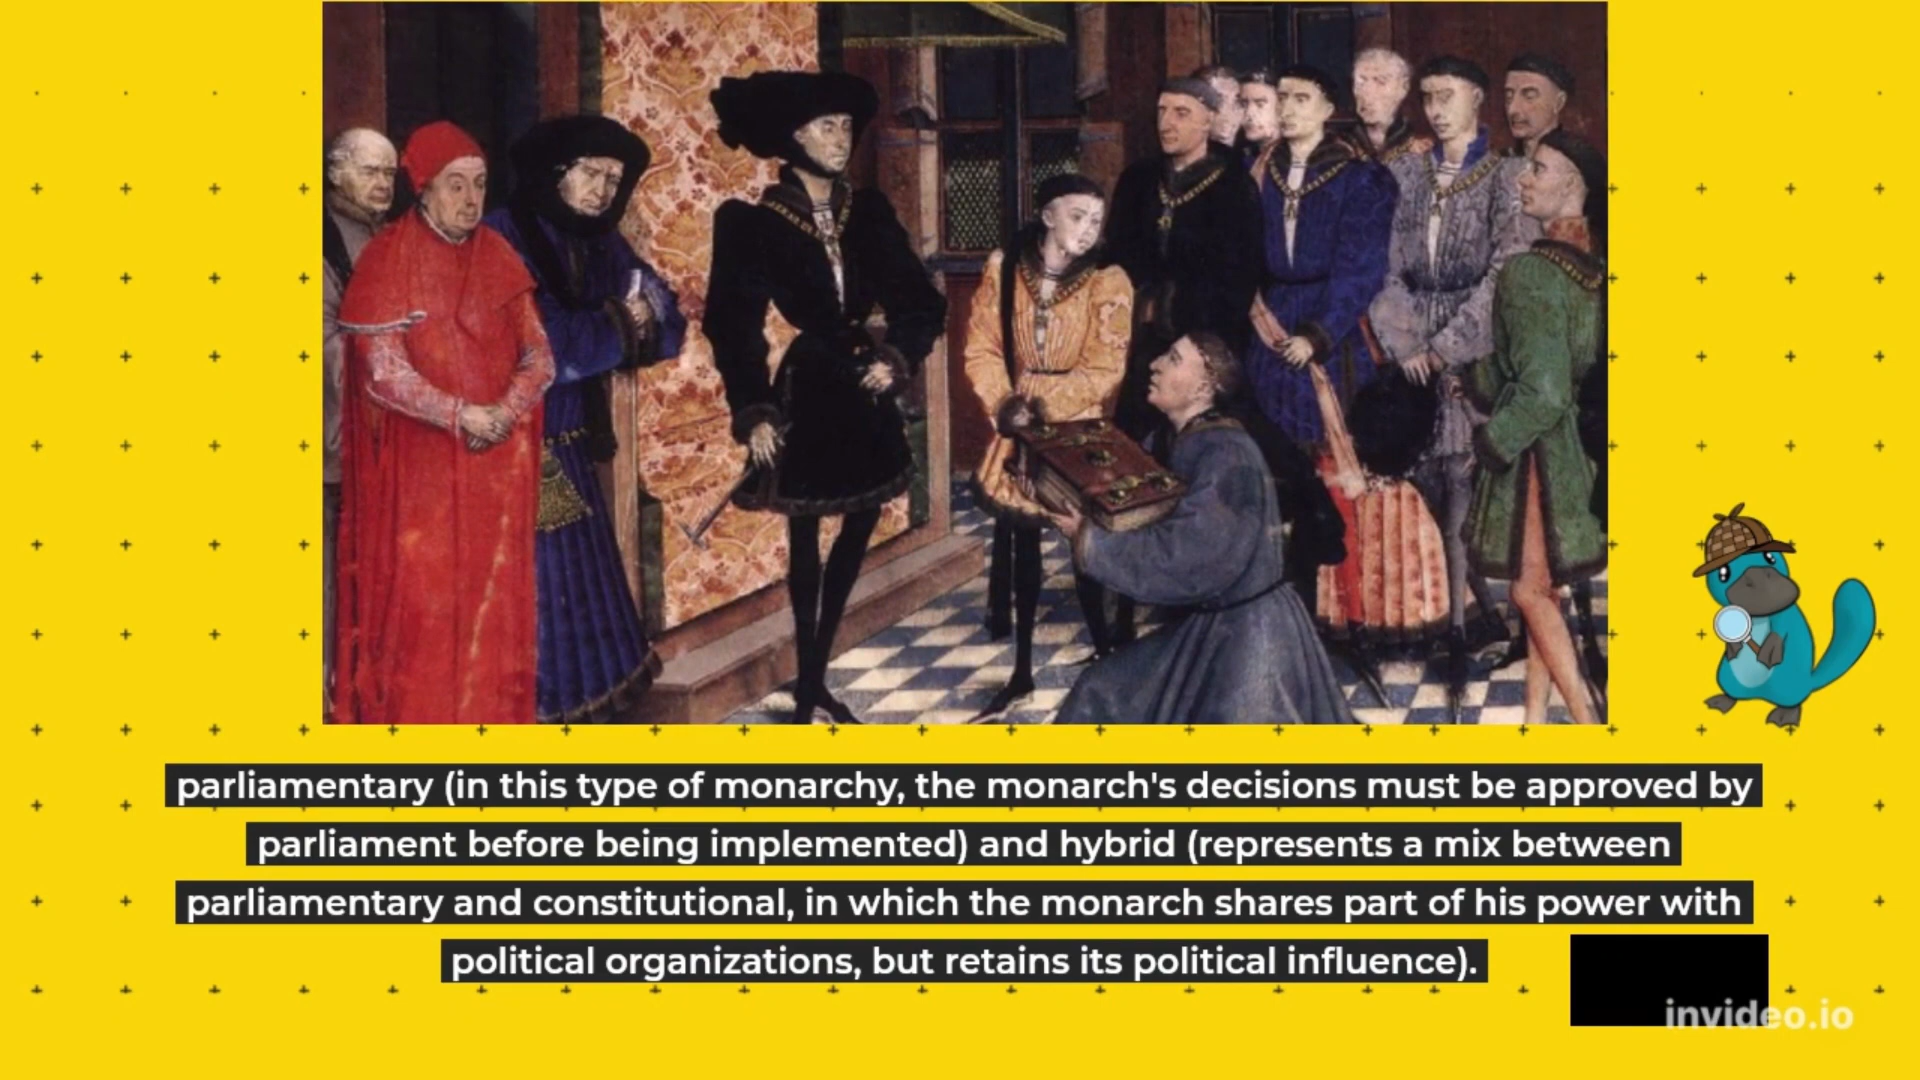 parliamentary (in this type of monarchy, the monarch's decisions must be approved by
parliament before being implemented) and hybrid (represents a mix between
parliamentary and constitutional, in which the monarch shares part of his power with
political organizations, but retains its political influence).
invideo.io